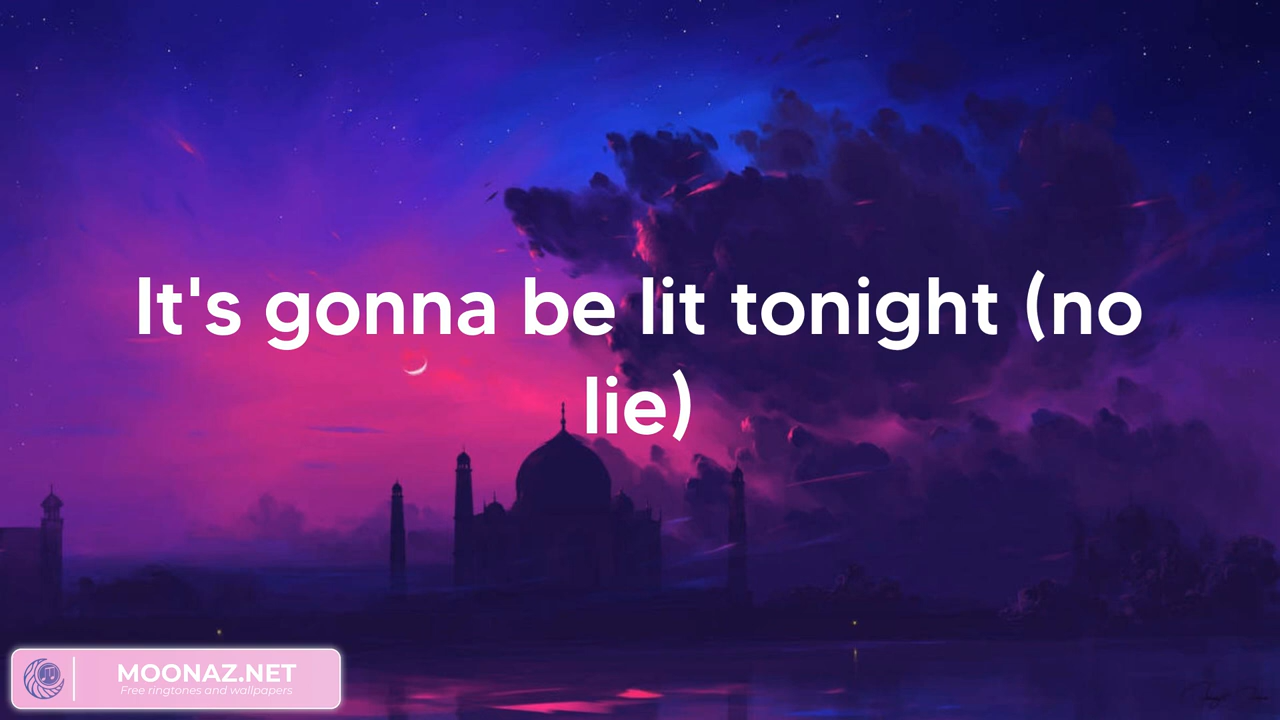 It's gonna be lit tonight (no
lie)
MOONAZ.NET
Free ringtones and wallpapers